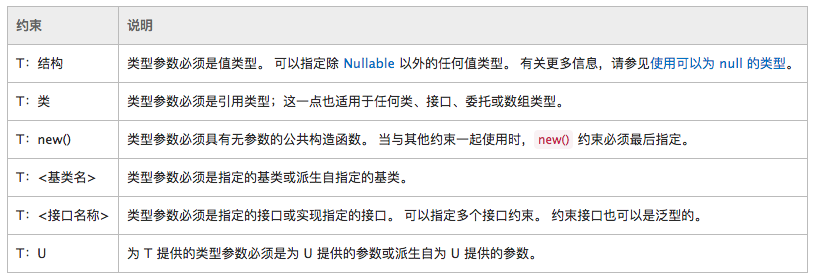 约束 说明
T：结构 类型参数必须是值类型。 可以指定除 Nullable 以外的任何值类型。 有关更多信息，请参见使用可以为 null 的类型。
T：类 类型参数必须是引用类型；这一点也适用于任何类、接口、委托或数组类型。
T：new() 类型参数必须具有无参数的公共构造函数。 当与其他约束一起使用时， new() 约束必须最后指定。
T：<基类名> 类型参数必须是指定的基类或派生自指定的基类。
T：<接口名称> 类型参数必须是指定的接口或实现指定的接口。 可以指定多个接口约束。 约束接口也可以是泛型的。
T：U 为 T 提供的类型参数必须是为 U 提供的参数或派生自为 U 提供的参数。